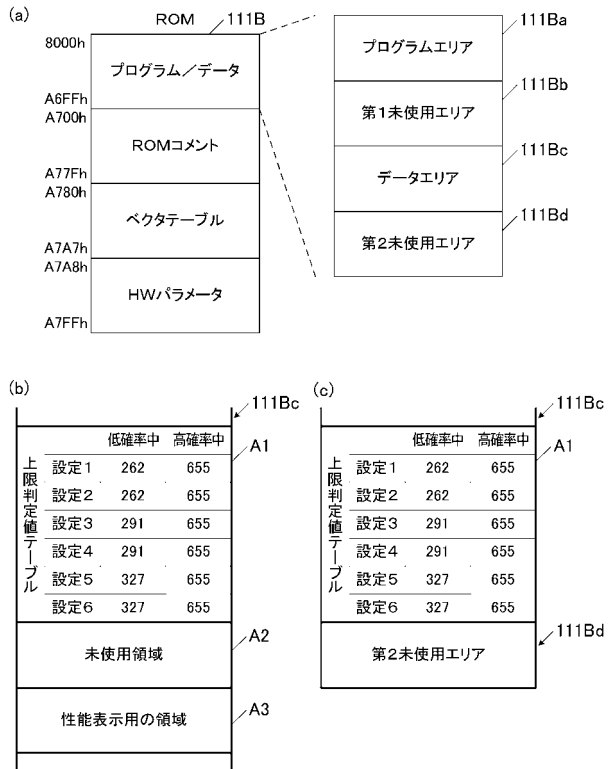 (a)
ROM
111B
8000h
プログラム／データ
A6FFh
A700h
ROMコメント
A77Fh
A780h
ベクタテーブル
A7A7h
A7A8h
HWパラメータ
A7FFh
111Ba
プログラムエリア
111Bb
第1未使用エリア
111Bc
データエリア
111Bd
第2未使用エリア
(b)
111Bc
低確率中 高確率中
A1
上限判定値テーブル
設定1 262 655
設定2 262 655
設定3 291 655
設定4 291 655
設定5 327 655
設定6 327 655
未使用領域
A2
性能表示用の領域
A3
(c)
111Bc
低確率中 高確率中
A1
上限判定値テーブル
設定1 262 655
設定2 262 655
設定3 291 655
設定4 291 655
設定5 327 655
設定6 327 655
第2未使用エリア
111Bd